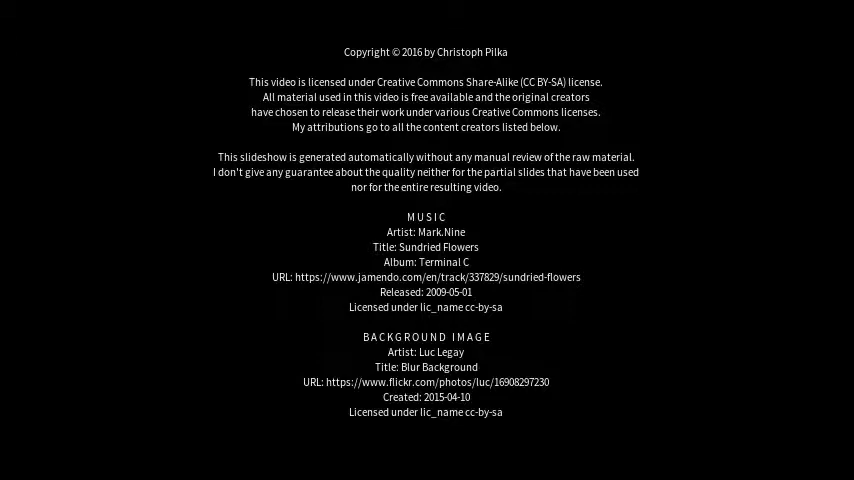 Copyright © 2016 by Christoph Pilka
This video is licensed under Creative Commons Share-Alike (CC BY-SA) license.
All material used in this video is free available and the original creators
have chosen to release their work under various Creative Commons licenses.
My attributions go to all the content creators listed below.
This slideshow is generated automatically without any manual review of the raw material.
I don't give any guarantee about the quality neither for the partial slides that have been used
nor for the entire resulting video.
M U S I C
Artist: Mark.Nine
Title: Sundried Flowers
Album: Terminal C
URL: https://www.jamendo.com/en/track/337829/sundried-flowers
Released: 2009-05-01
Licensed under lic_name cc-by-sa
B A C K G R O U N D   I M A G E
Artist: Luc Legay
Title: Blur Background
URL: https://www.flickr.com/photos/luc/16908297230
Created: 2015-04-10
Licensed under lic_name cc-by-sa